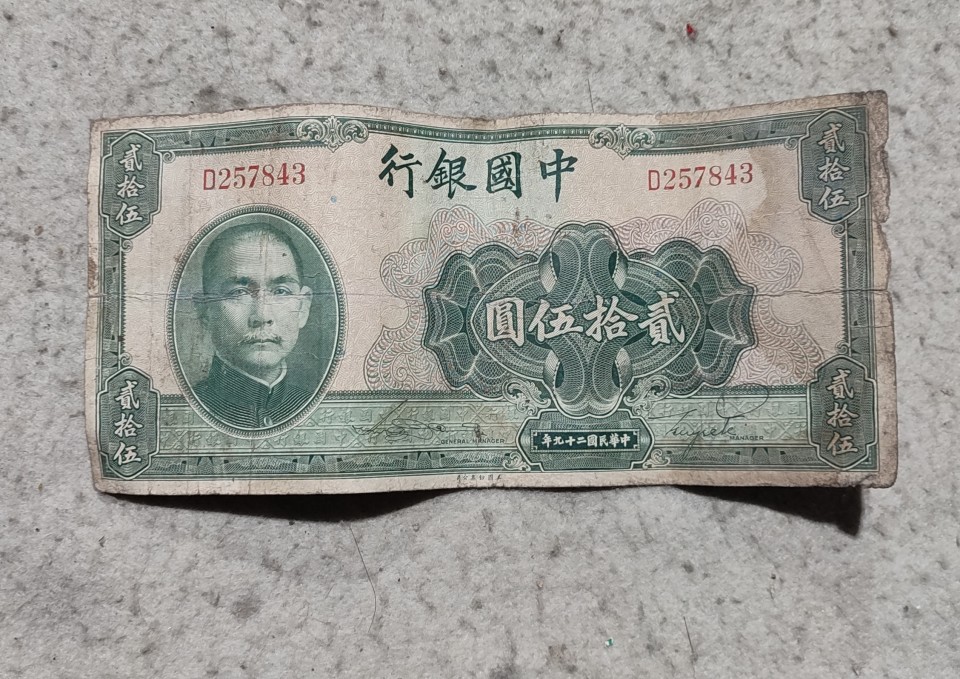 中國銀行
D257843
D257843
貳拾伍
貳拾伍
貳拾伍圓
貳拾伍
貳拾伍
GENERAL MANAGER
中華民國二十九年
MANAGER